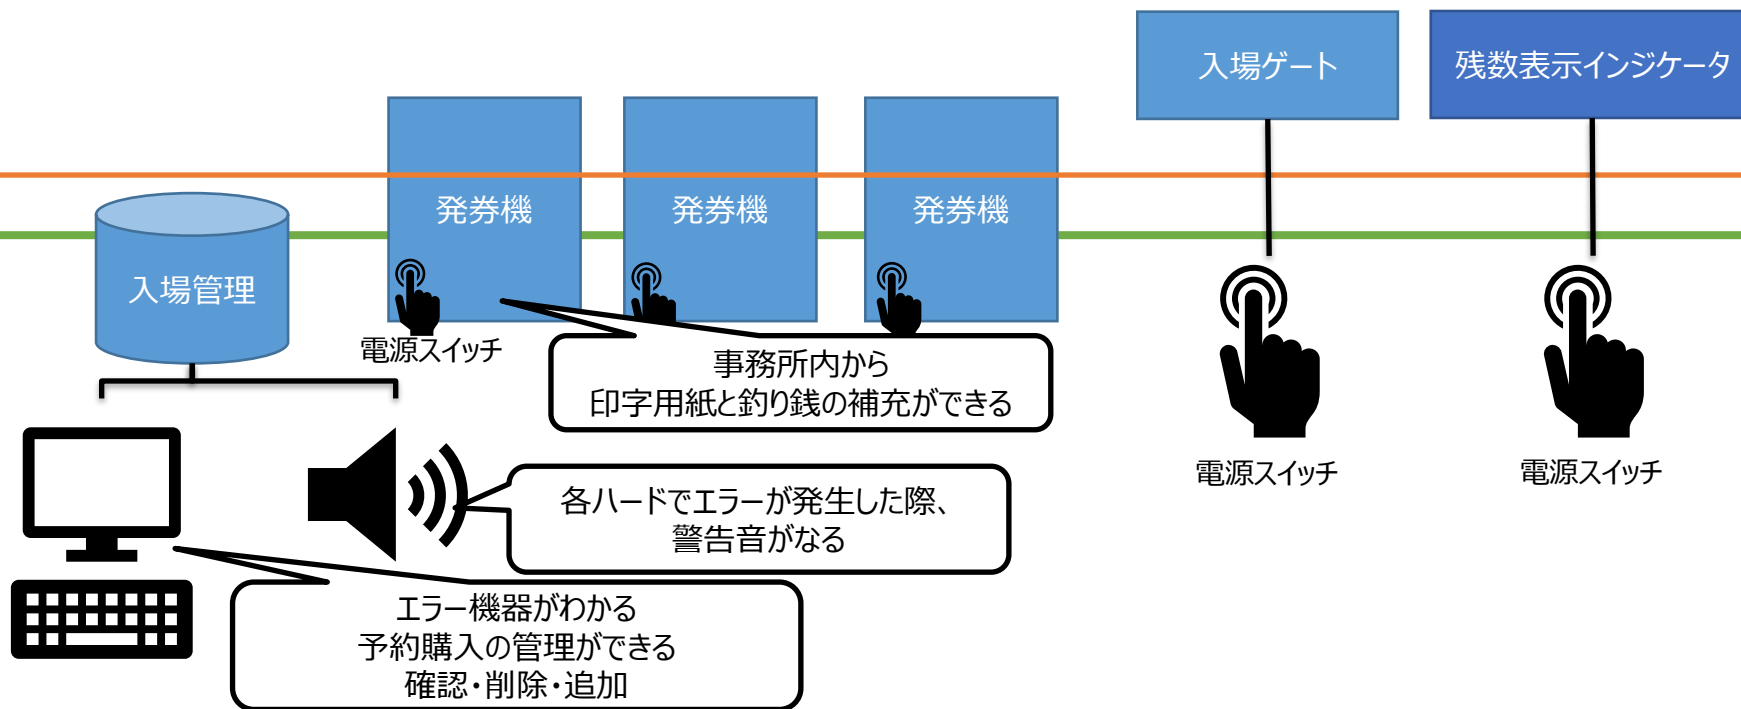 入場ゲート
残数表示インジケータ
発券機
発券機
発券機
入場管理
電源スイッチ
事務所内から
印字用紙と釣り銭の補充ができる
電源スイッチ
電源スイッチ
各ハードでエラーが発生した際、
警告音がなる
エラー機器がわかる
予約購入の管理ができる
確認・削除・追加